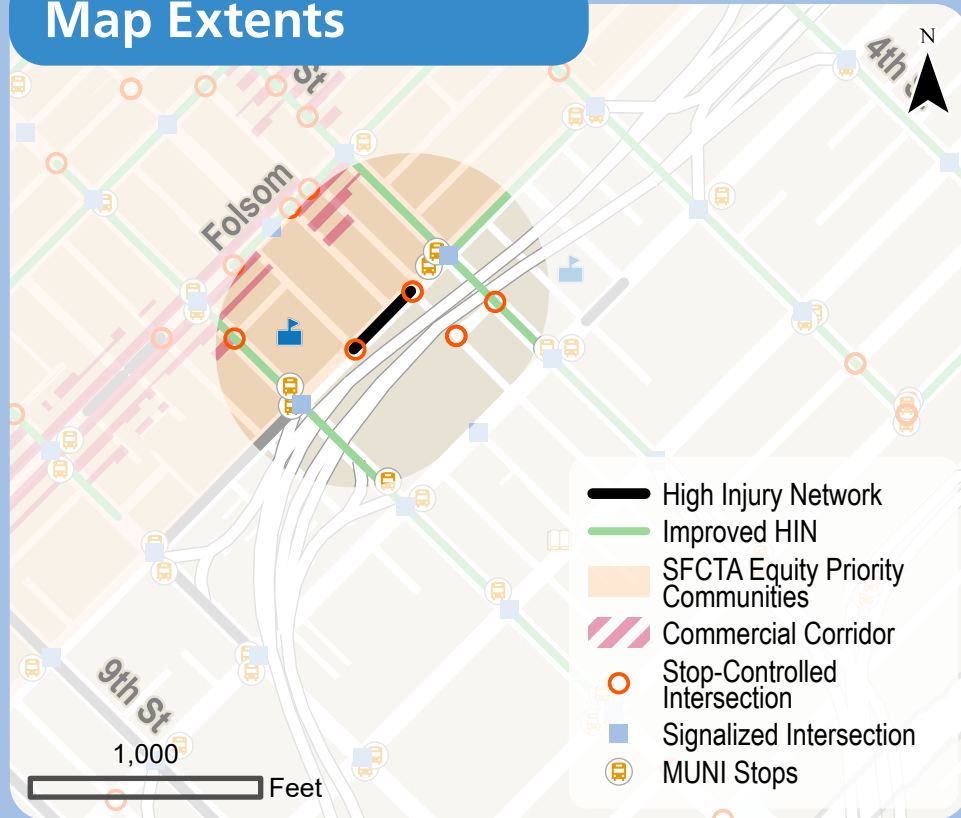 Map Extents
N
4th S
St
Folsom
High Injury Network
Improved HIN
SFCTA Equity Priority
Communities
Commercial Corridor
Stop-Controlled
Intersection
Signalized Intersection
MUNI Stops
9th St
1,000
Feet